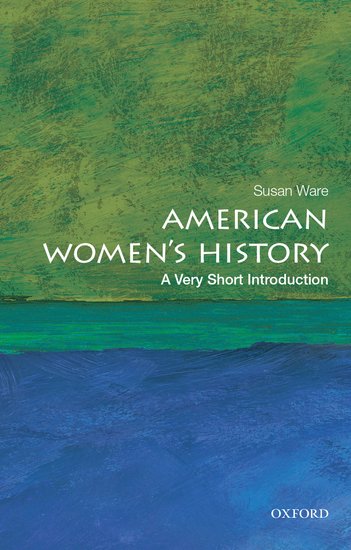 Susan Ware
AMERICAN
WOMEN'S HISTORY
A Very Short Introduction
OXFORD